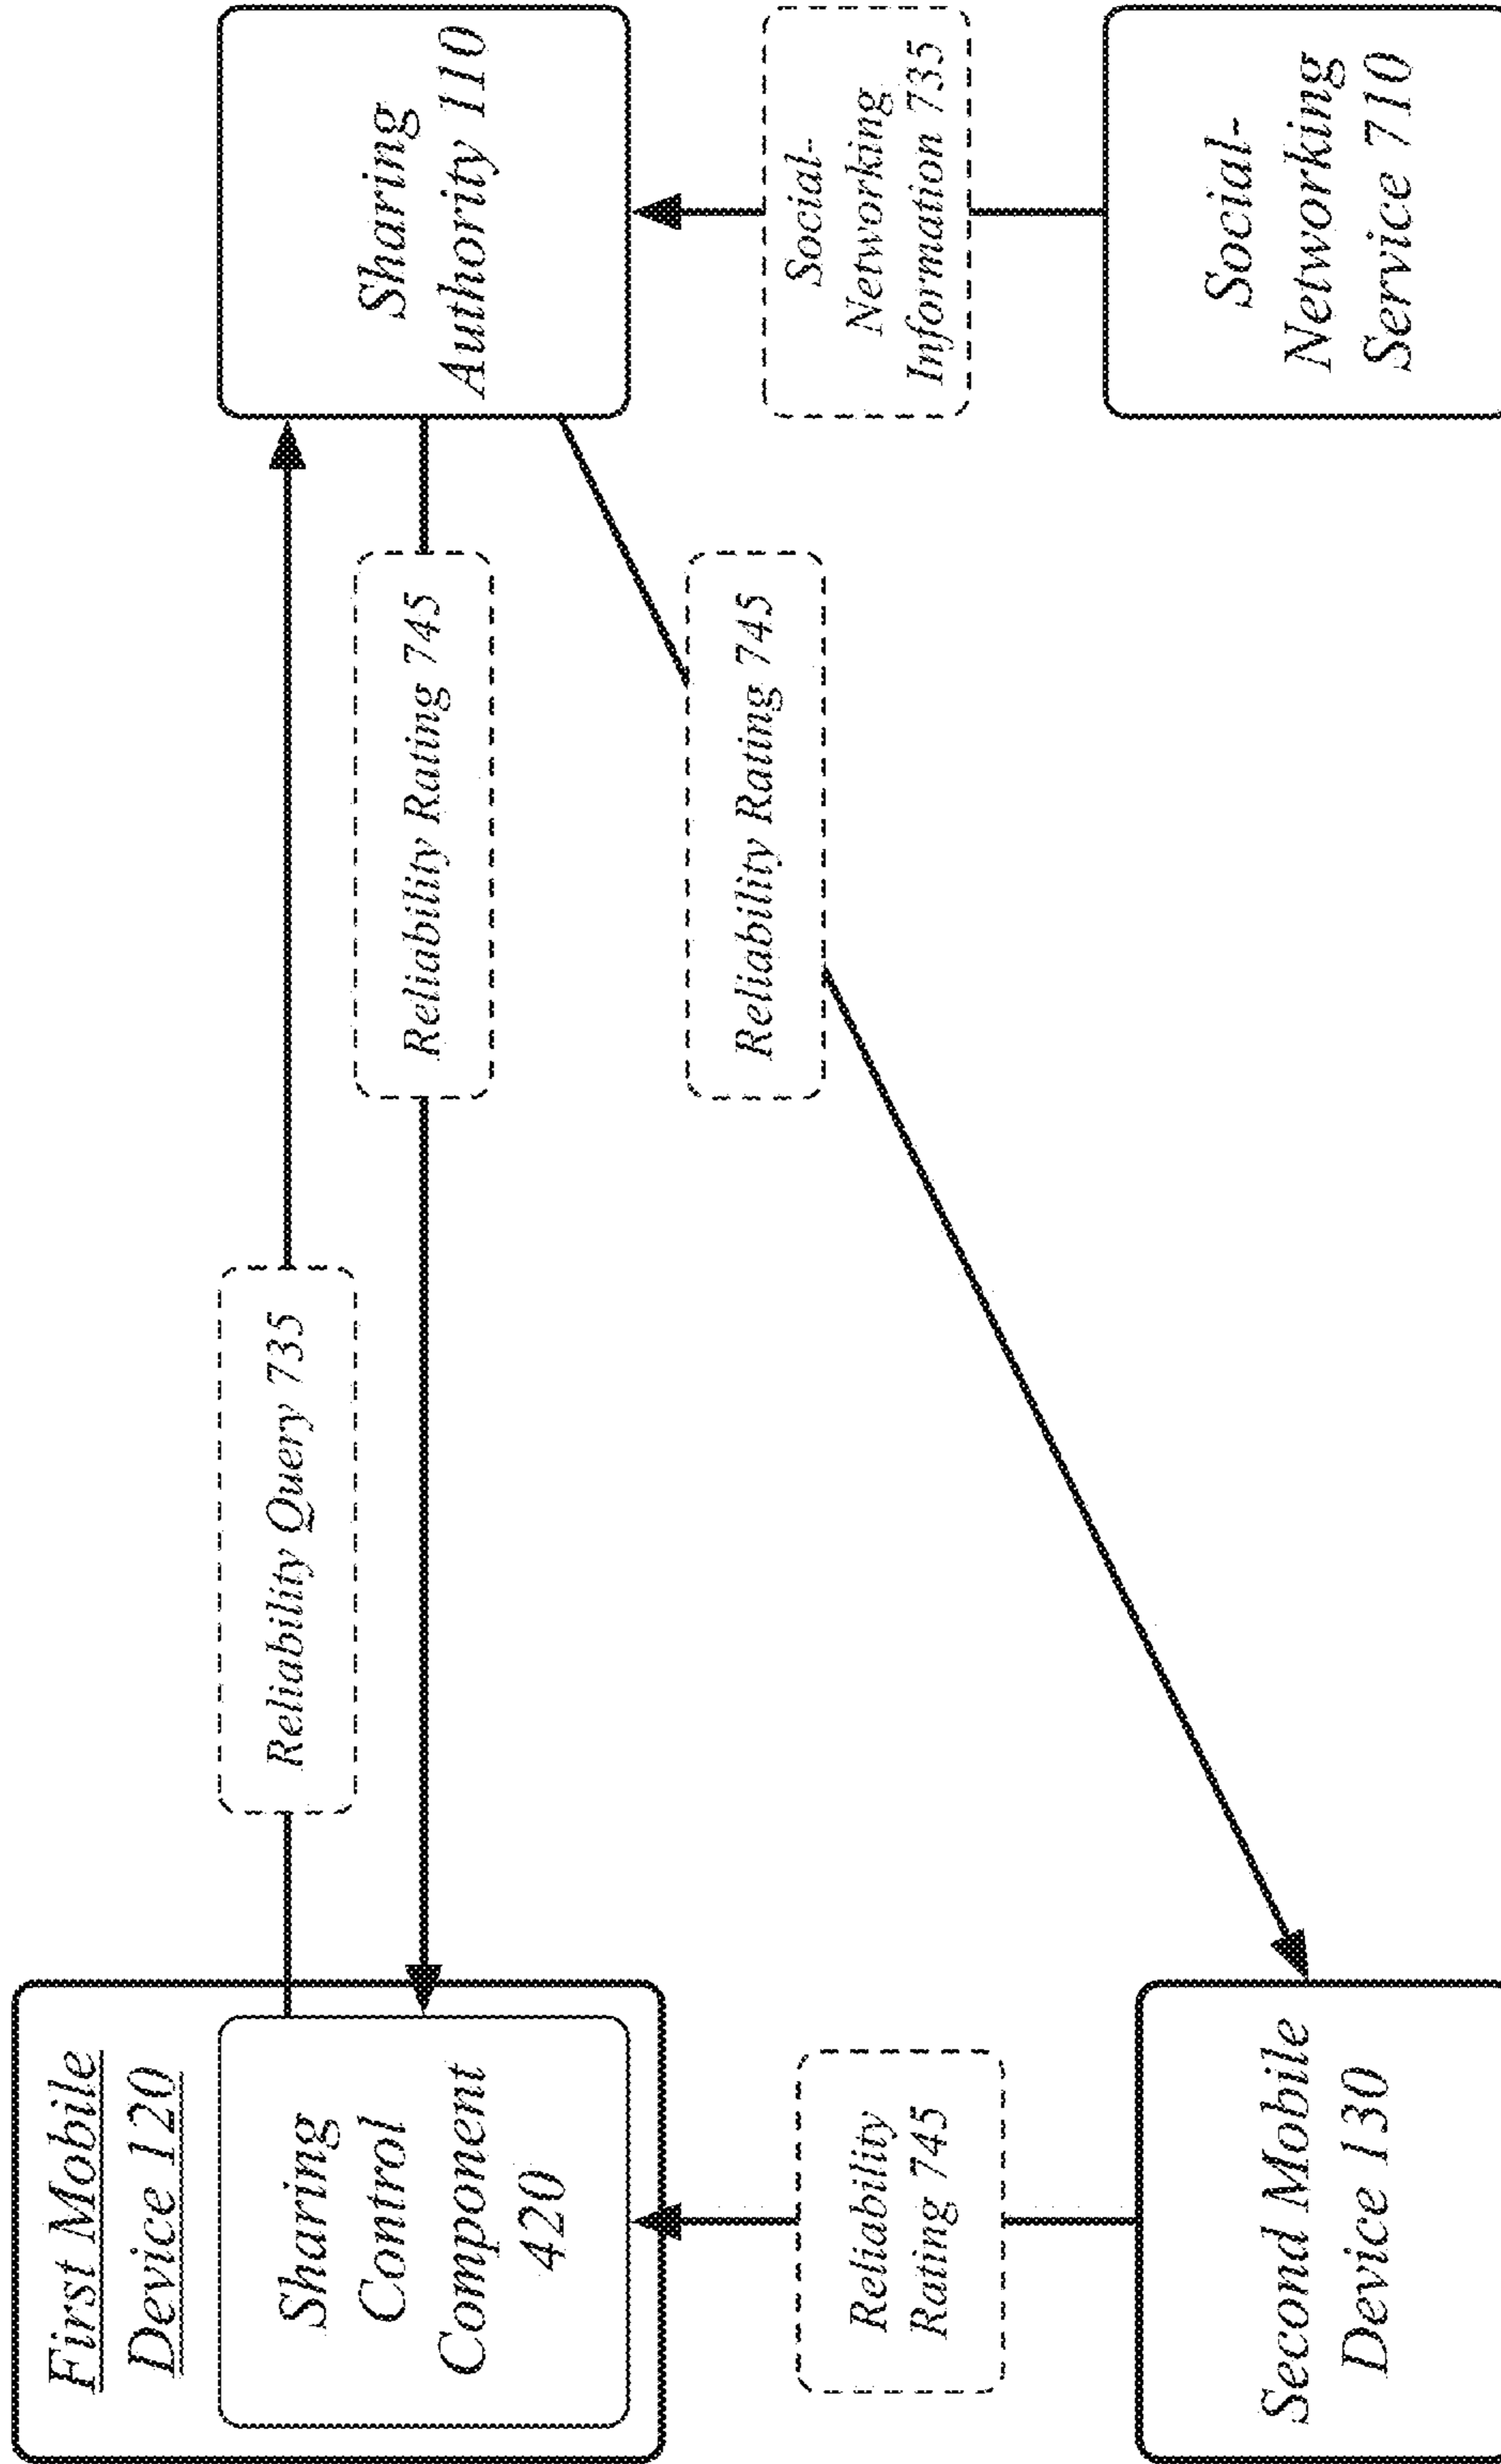 First Mobile
Device 120
Sharing
Control
Component
420
Reliability Query 735
Reliability Rating 745
Sharing
Authority 110
Reliability Rating 745
Reliability
Rating 745
Social-
Networking
Information 735
Second Mobile
Device 130
Social-
Networking
Service 710